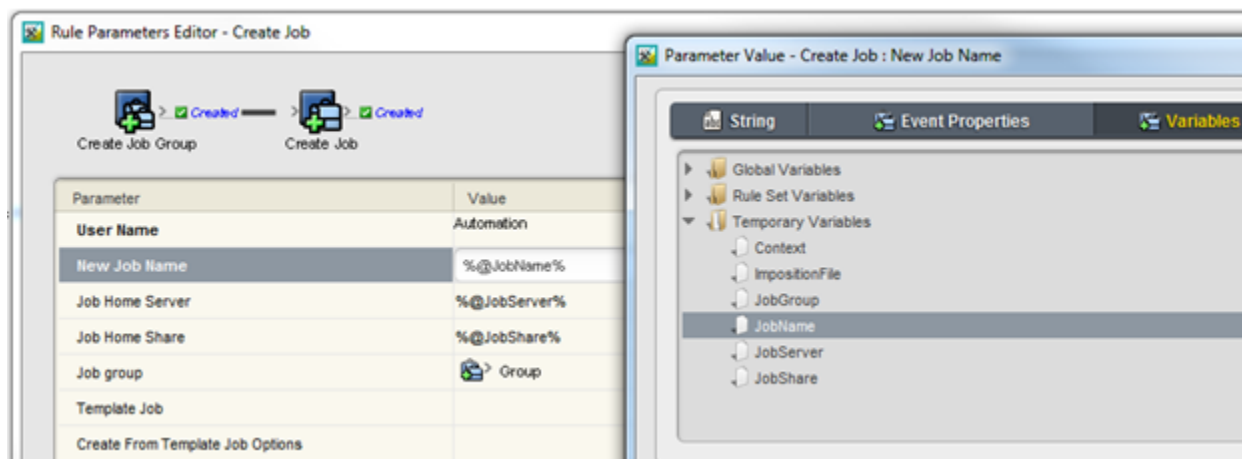 Rule Parameters Editor - Create Job
Created
Created
Create Job Group
Create Job
Parameter Value
User Name Automation
New Job Name %@JobName%
Job Home Server %@JobServer%
Job Home Share %@JobShare%
Job group Group
Template Job
Create From Template Job Options
Parameter Value - Create Job : New Job Name
String Event Properties Variables
Global Variables
Rule Set Variables
Temporary Variables
Context
ImpositionFile
JobGroup
JobName
JobServer
JobShare